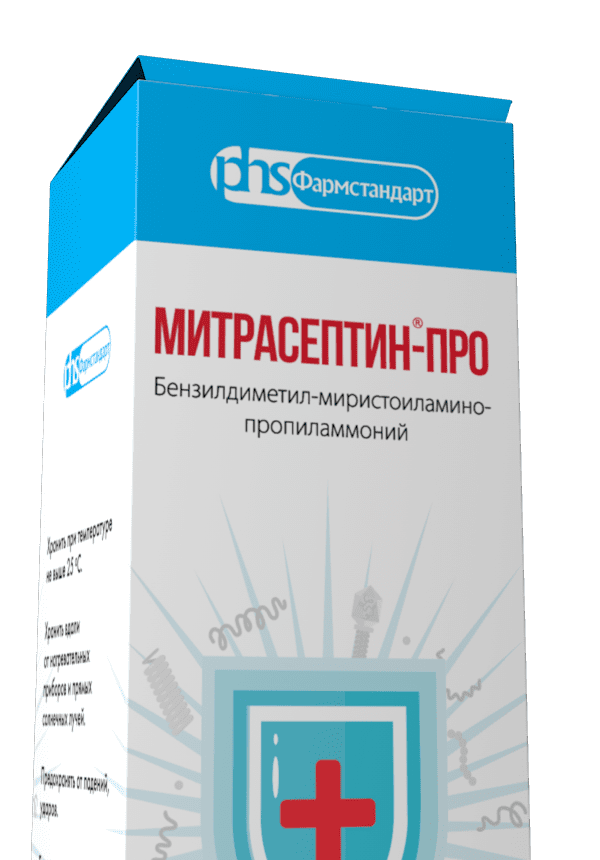 phs Фармстандарт
МИТРАСЕПТИН®-ПРО
Бензилдиметил-миристоиламино-
пропиламмоний
phs Фармстандарт
Хранить при температуре
не выше 25 °С.
Хранить вдали
от нагревательных
приборов и прямых
солнечных лучей.
Предохранять от падений,
ударов.